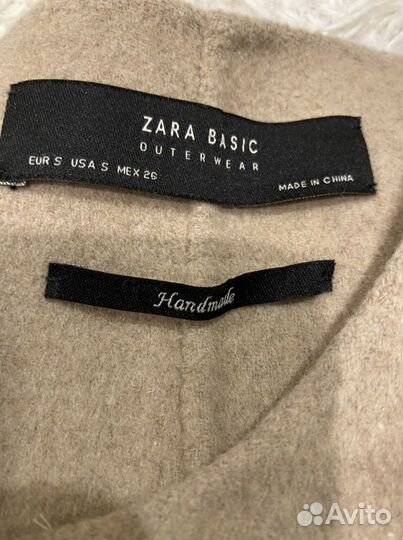 ZARA BASIC
OUTERWEAR
EUR S USA S MEX 26
MADE IN CHINA
Handmade
Avito